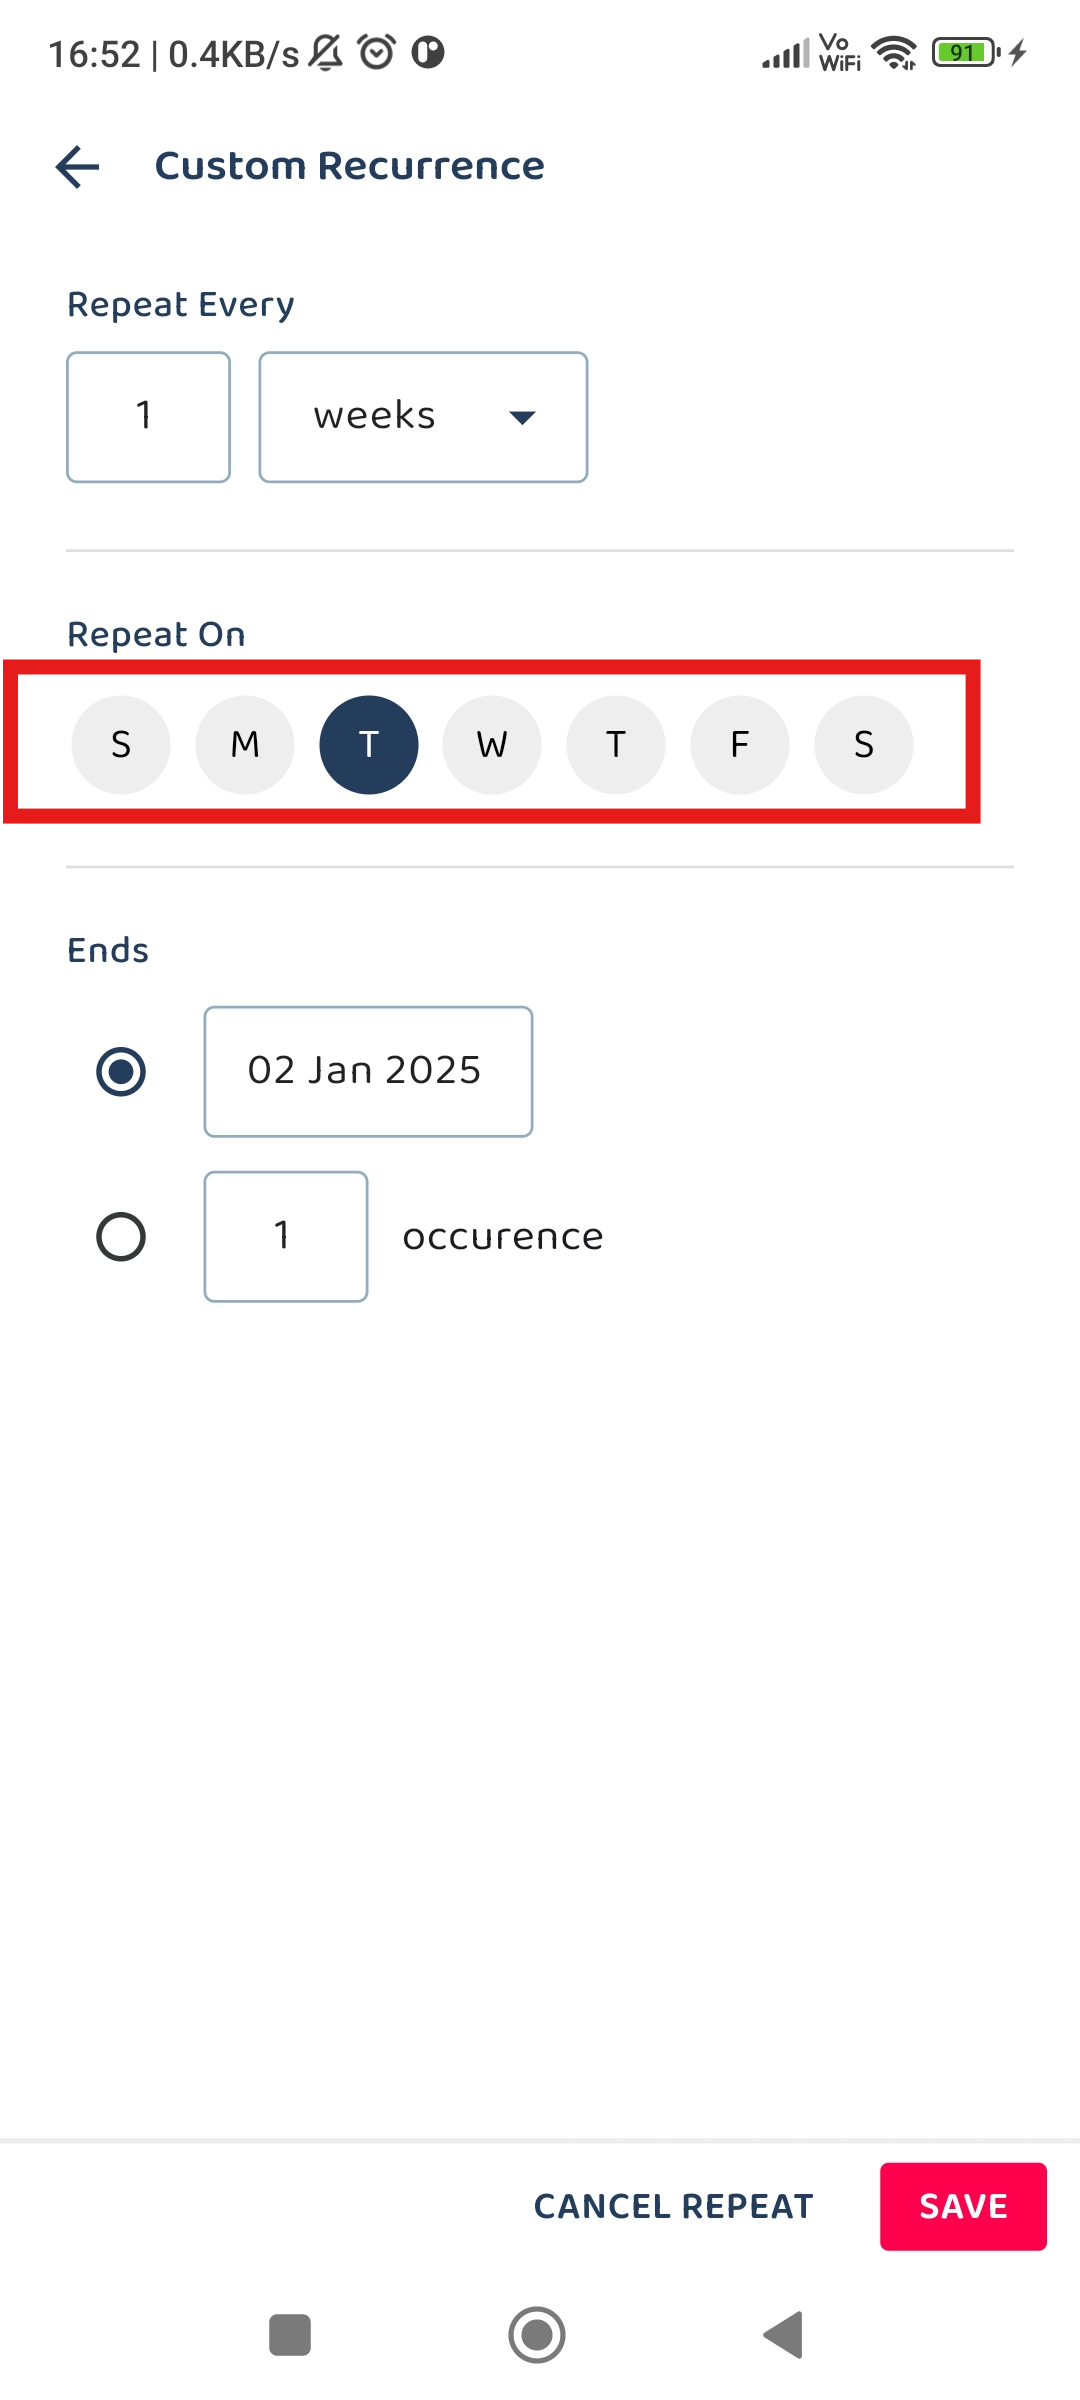 16:52 | 0.4KB/s Vo WiFi 91
Custom Recurrence
Repeat Every
1 weeks
Repeat On
S M T W T F S
Ends
02 Jan 2025
1 occurence
CANCEL REPEAT SAVE